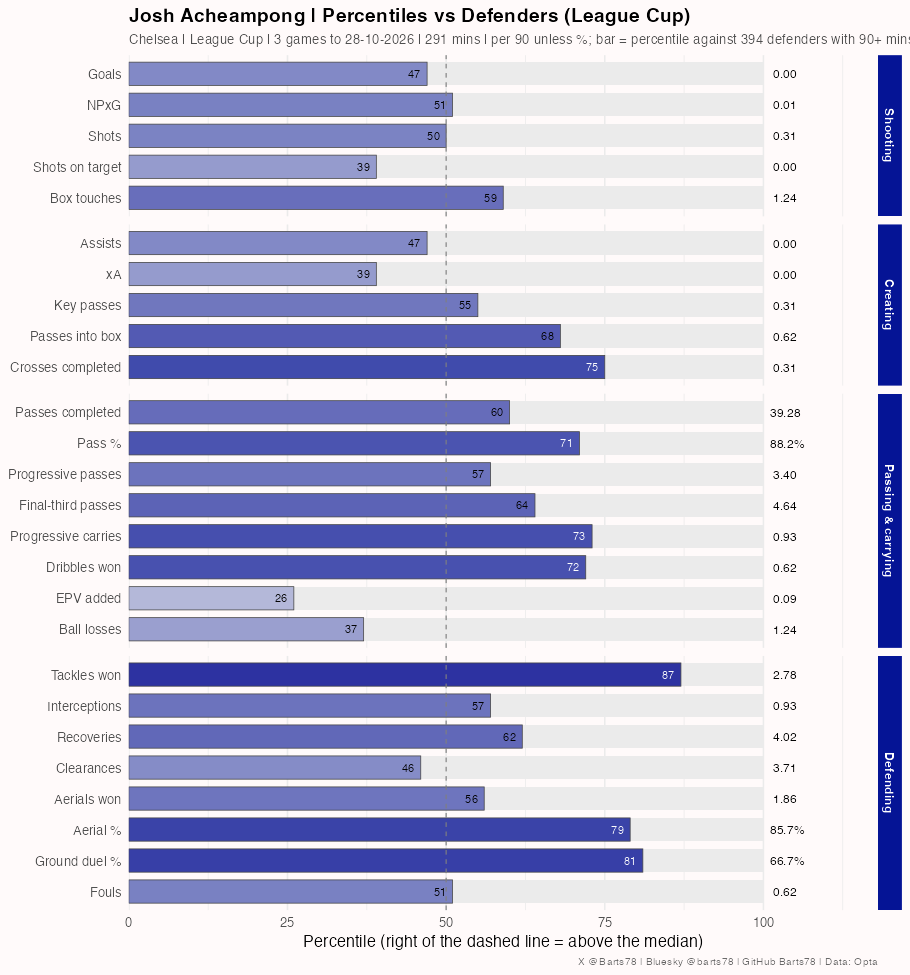 Josh Acheampong | Percentiles vs Defenders (League Cup)
Chelsea | League Cup | 3 games to 28-10-2026 | 291 mins | per 90 unless %; bar = percentile against 394 defenders with 90+ mins
Goals 47 0.00
NPxG 51 0.01
Shots 50 0.31
Shots on target 39 0.00
Box touches 59 1.24
Shooting
Assists 47 0.00
xA 39 0.00
Key passes 55 0.31
Passes into box 68 0.62
Crosses completed 75 0.31
Creating
Passes completed 60 39.28
Pass % 71 88.2%
Progressive passes 57 3.40
Final-third passes 64 4.64
Progressive carries 73 0.93
Dribbles won 72 0.62
EPV added 26 0.09
Ball losses 37 1.24
Passing & carrying
Tackles won 87 2.78
Interceptions 57 0.93
Recoveries 62 4.02
Clearances 46 3.71
Aerials won 56 1.86
Aerial % 79 85.7%
Ground duel % 81 66.7%
Fouls 51 0.62
Defending
0 25 50 75 100
Percentile (right of the dashed line = above the median)
X @Barts78 | Bluesky @barts78 | GitHub Barts78 | Data: Opta